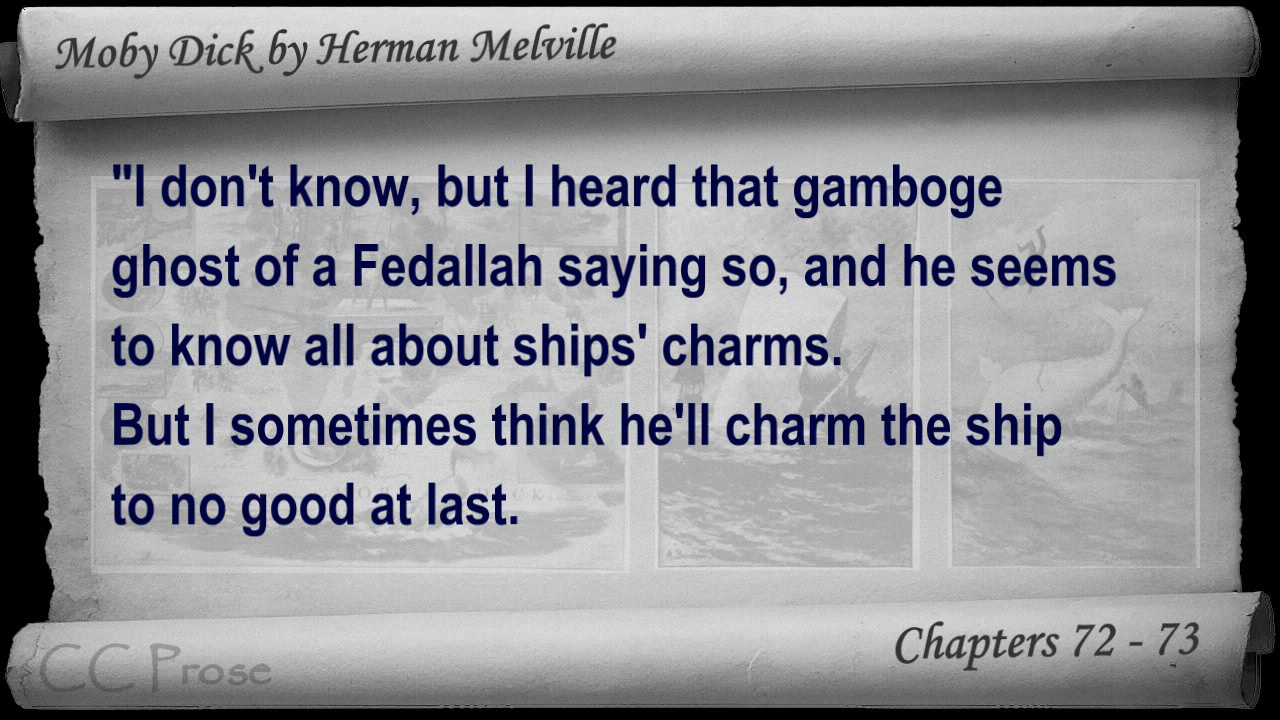 Moby Dick by Herman Melville
"I don't know, but I heard that gamboge
ghost of a Fedallah saying so, and he seems
to know all about ships' charms.
But I sometimes think he'll charm the ship
to no good at last.
Chapters 72 - 73
CC Prose